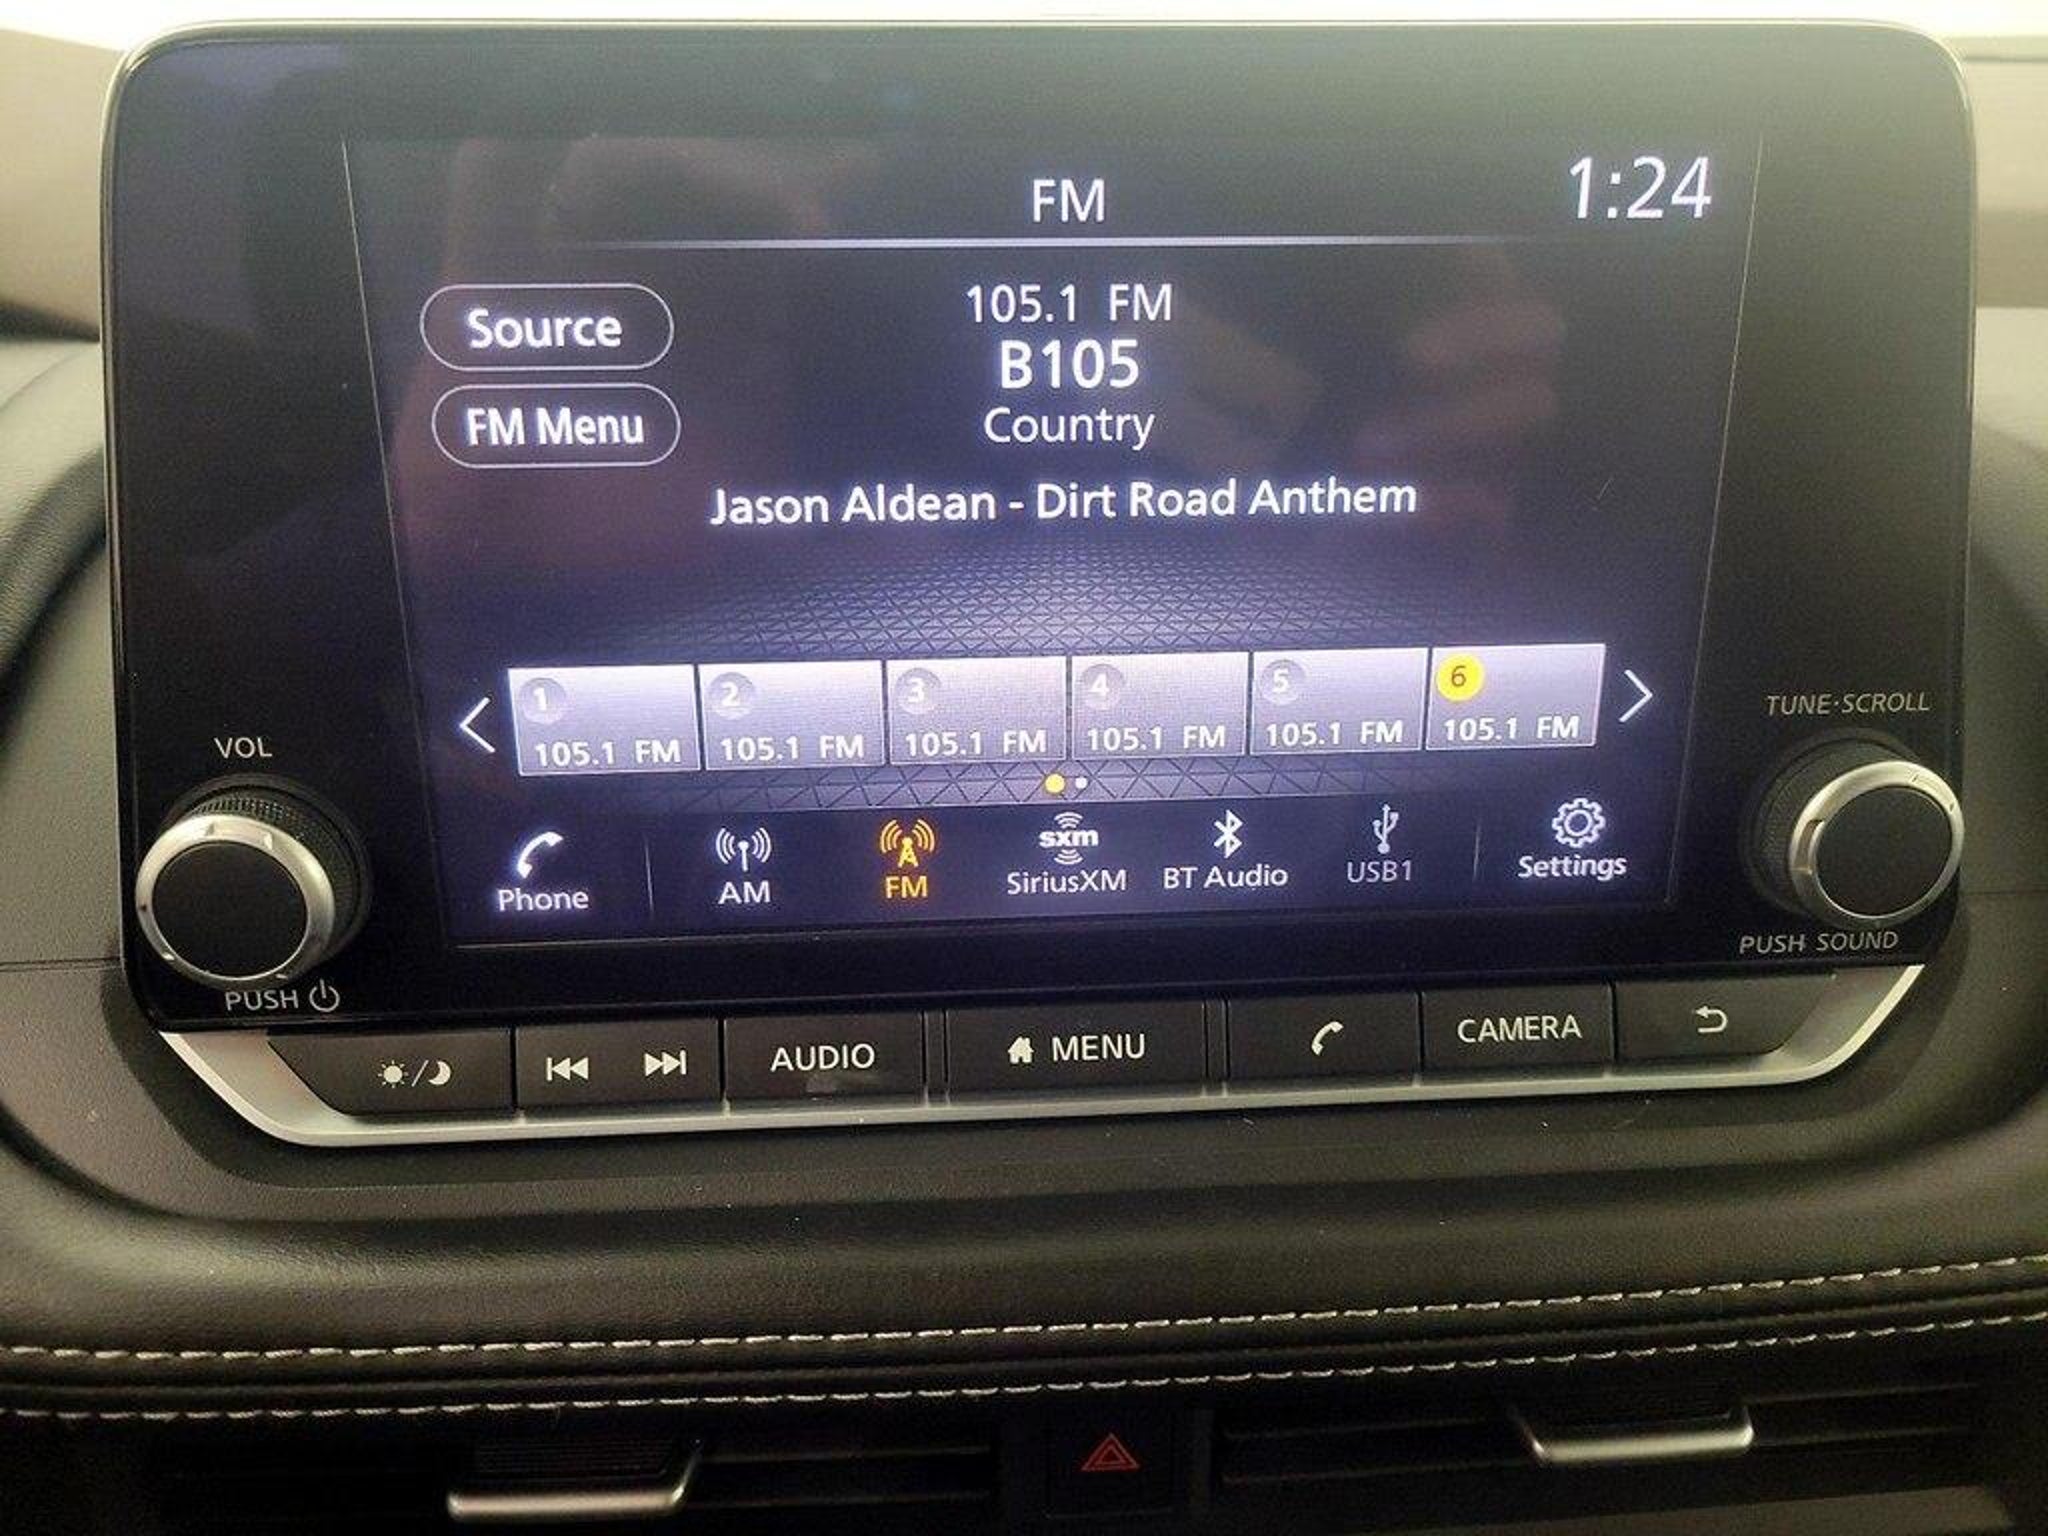 FM
1:24
Source
105.1 FM
B105
FM Menu
Country
Jason Aldean - Dirt Road Anthem
1 2 3 4 5 6
105.1 FM 105.1 FM 105.1 FM 105.1 FM 105.1 FM 105.1 FM
VOL
TUNE·SCROLL
sxm
Phone AM FM SiriusXM BT Audio USB1 Settings
PUSH
PUSH SOUND
AUDIO MENU CAMERA